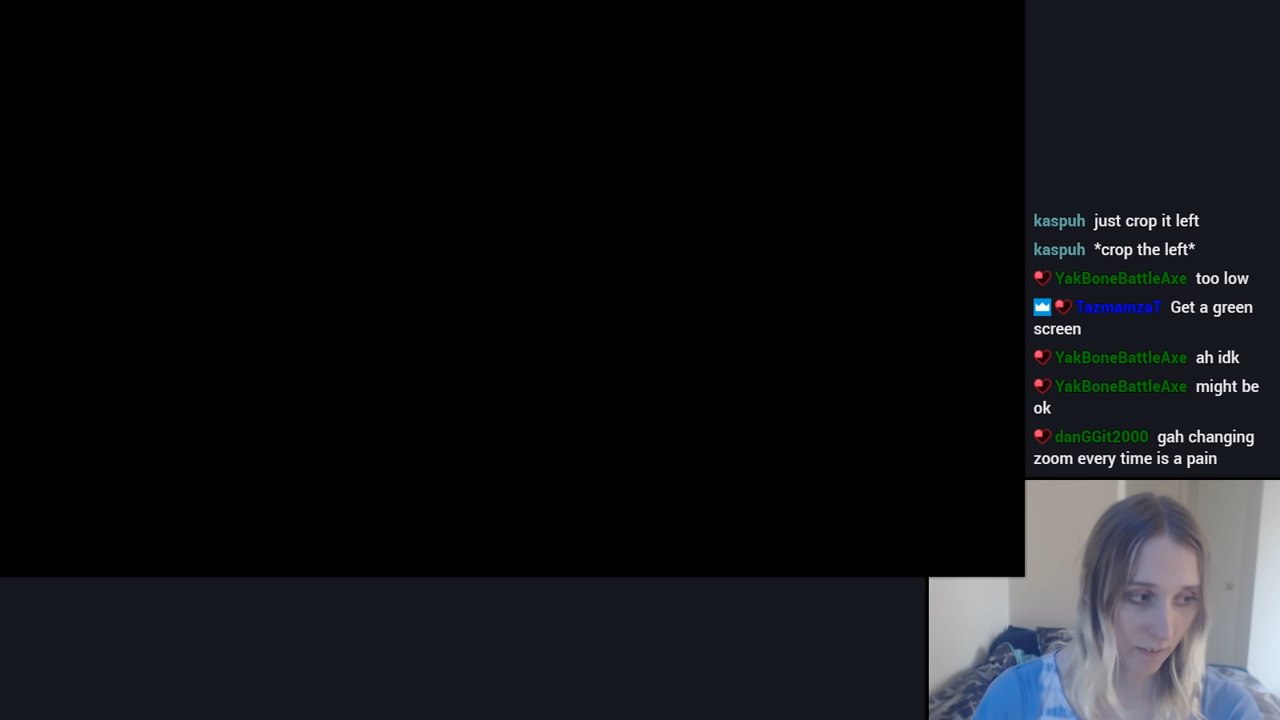 kaspuh just crop it left
kaspuh *crop the left*
YakBoneBattleAxe too low
TazmamzaT Get a green
screen
YakBoneBattleAxe ah idk
YakBoneBattleAxe might be
ok
danGGit2000 gah changing
zoom every time is a pain